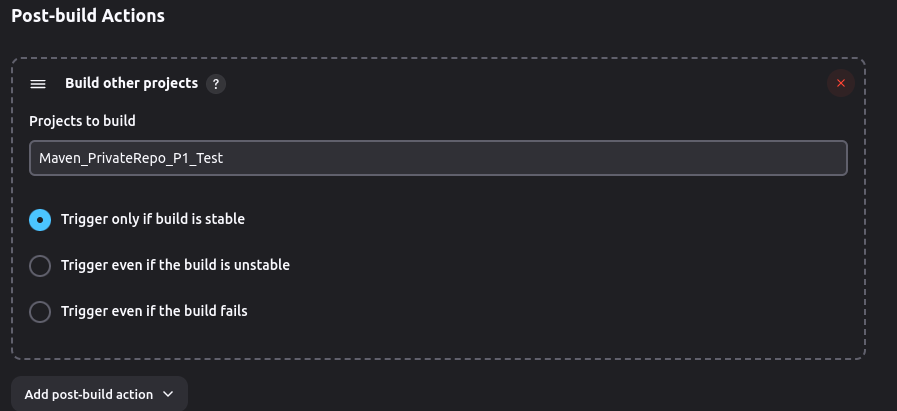 Post-build Actions
Build other projects ?
Projects to build
Maven_PrivateRepo_P1_Test
Trigger only if build is stable
Trigger even if the build is unstable
Trigger even if the build fails
Add post-build action